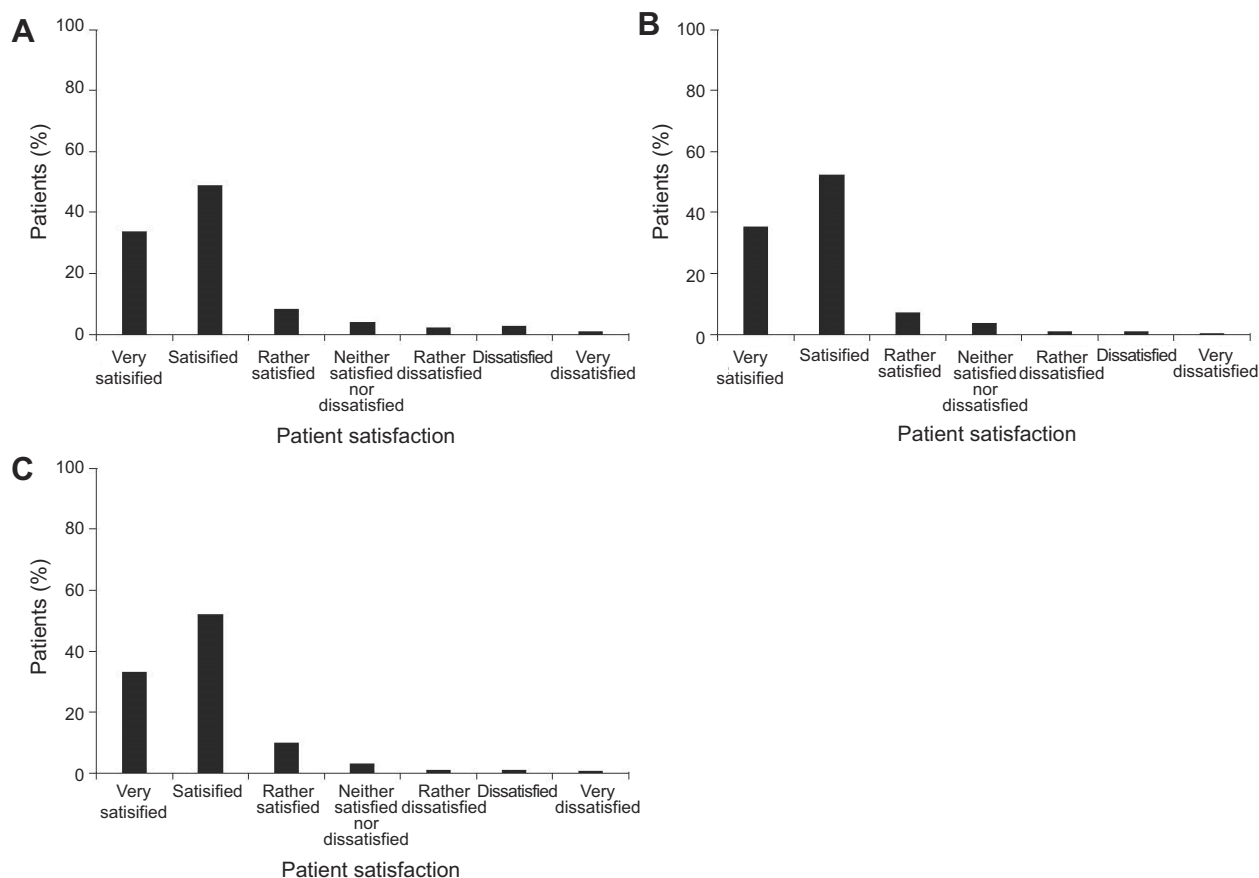 A
100
80
60
40
20
0
Patients (%)
Very
satisified
Satisified
Rather
satisfied
Neither
satisfied
nor
dissatisfied
Rather
dissatisfied
Dissatisfied
Very
dissatisfied
Patient satisfaction
B
100
80
60
40
20
0
Patients (%)
Very
satisified
Satisified
Rather
satisfied
Neither
satisfied
nor
dissatisfied
Rather
dissatisfied
Dissatisfied
Very
dissatisfied
Patient satisfaction
C
100
80
60
40
20
0
Patients (%)
Very
satisified
Satisified
Rather
satisfied
Neither
satisfied
nor
dissatisfied
Rather
dissatisfied
Dissatisfied
Very
dissatisfied
Patient satisfaction